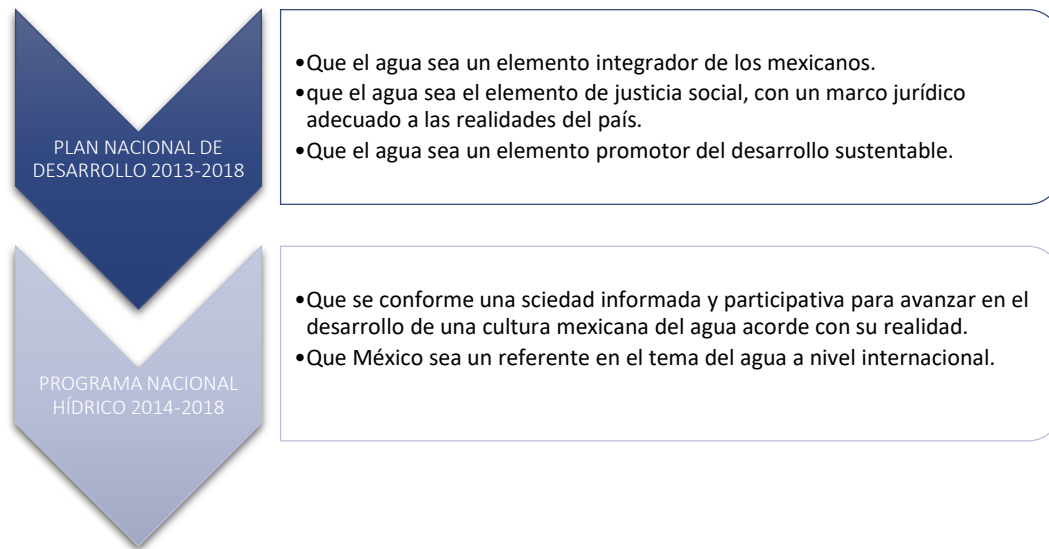 PLAN NACIONAL DE
DESARROLLO 2013-2018
•Que el agua sea un elemento integrador de los mexicanos.
•que el agua sea el elemento de justicia social, con un marco jurídico
adecuado a las realidades del país.
•Que el agua sea un elemento promotor del desarrollo sustentable.
PROGRAMA NACIONAL
HÍDRICO 2014-2018
•Que se conforme una sciedad informada y participativa para avanzar en el
desarrollo de una cultura mexicana del agua acorde con su realidad.
•Que México sea un referente en el tema del agua a nivel internacional.